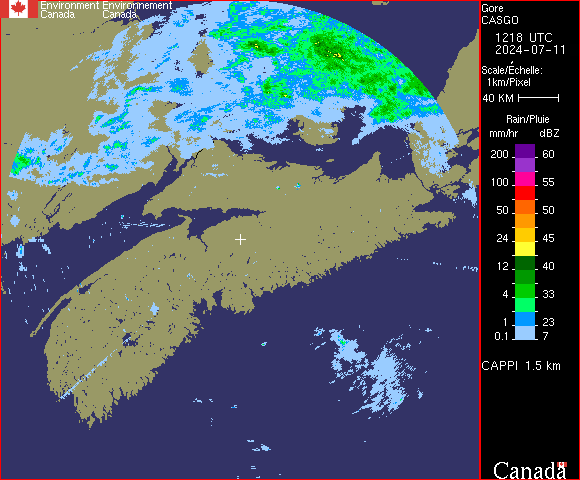 Environment Environnement
Canada Canada
Gore
CASGO
1218 UTC
2024-07-11
Scale/Échelle:
1km/Pixel
40 KM
Rain/Pluie
mm/hr dBZ
200 60
100 55
50 50
24 45
12 40
4 33
1 23
0.1 7
CAPPI 1.5 km
Canada